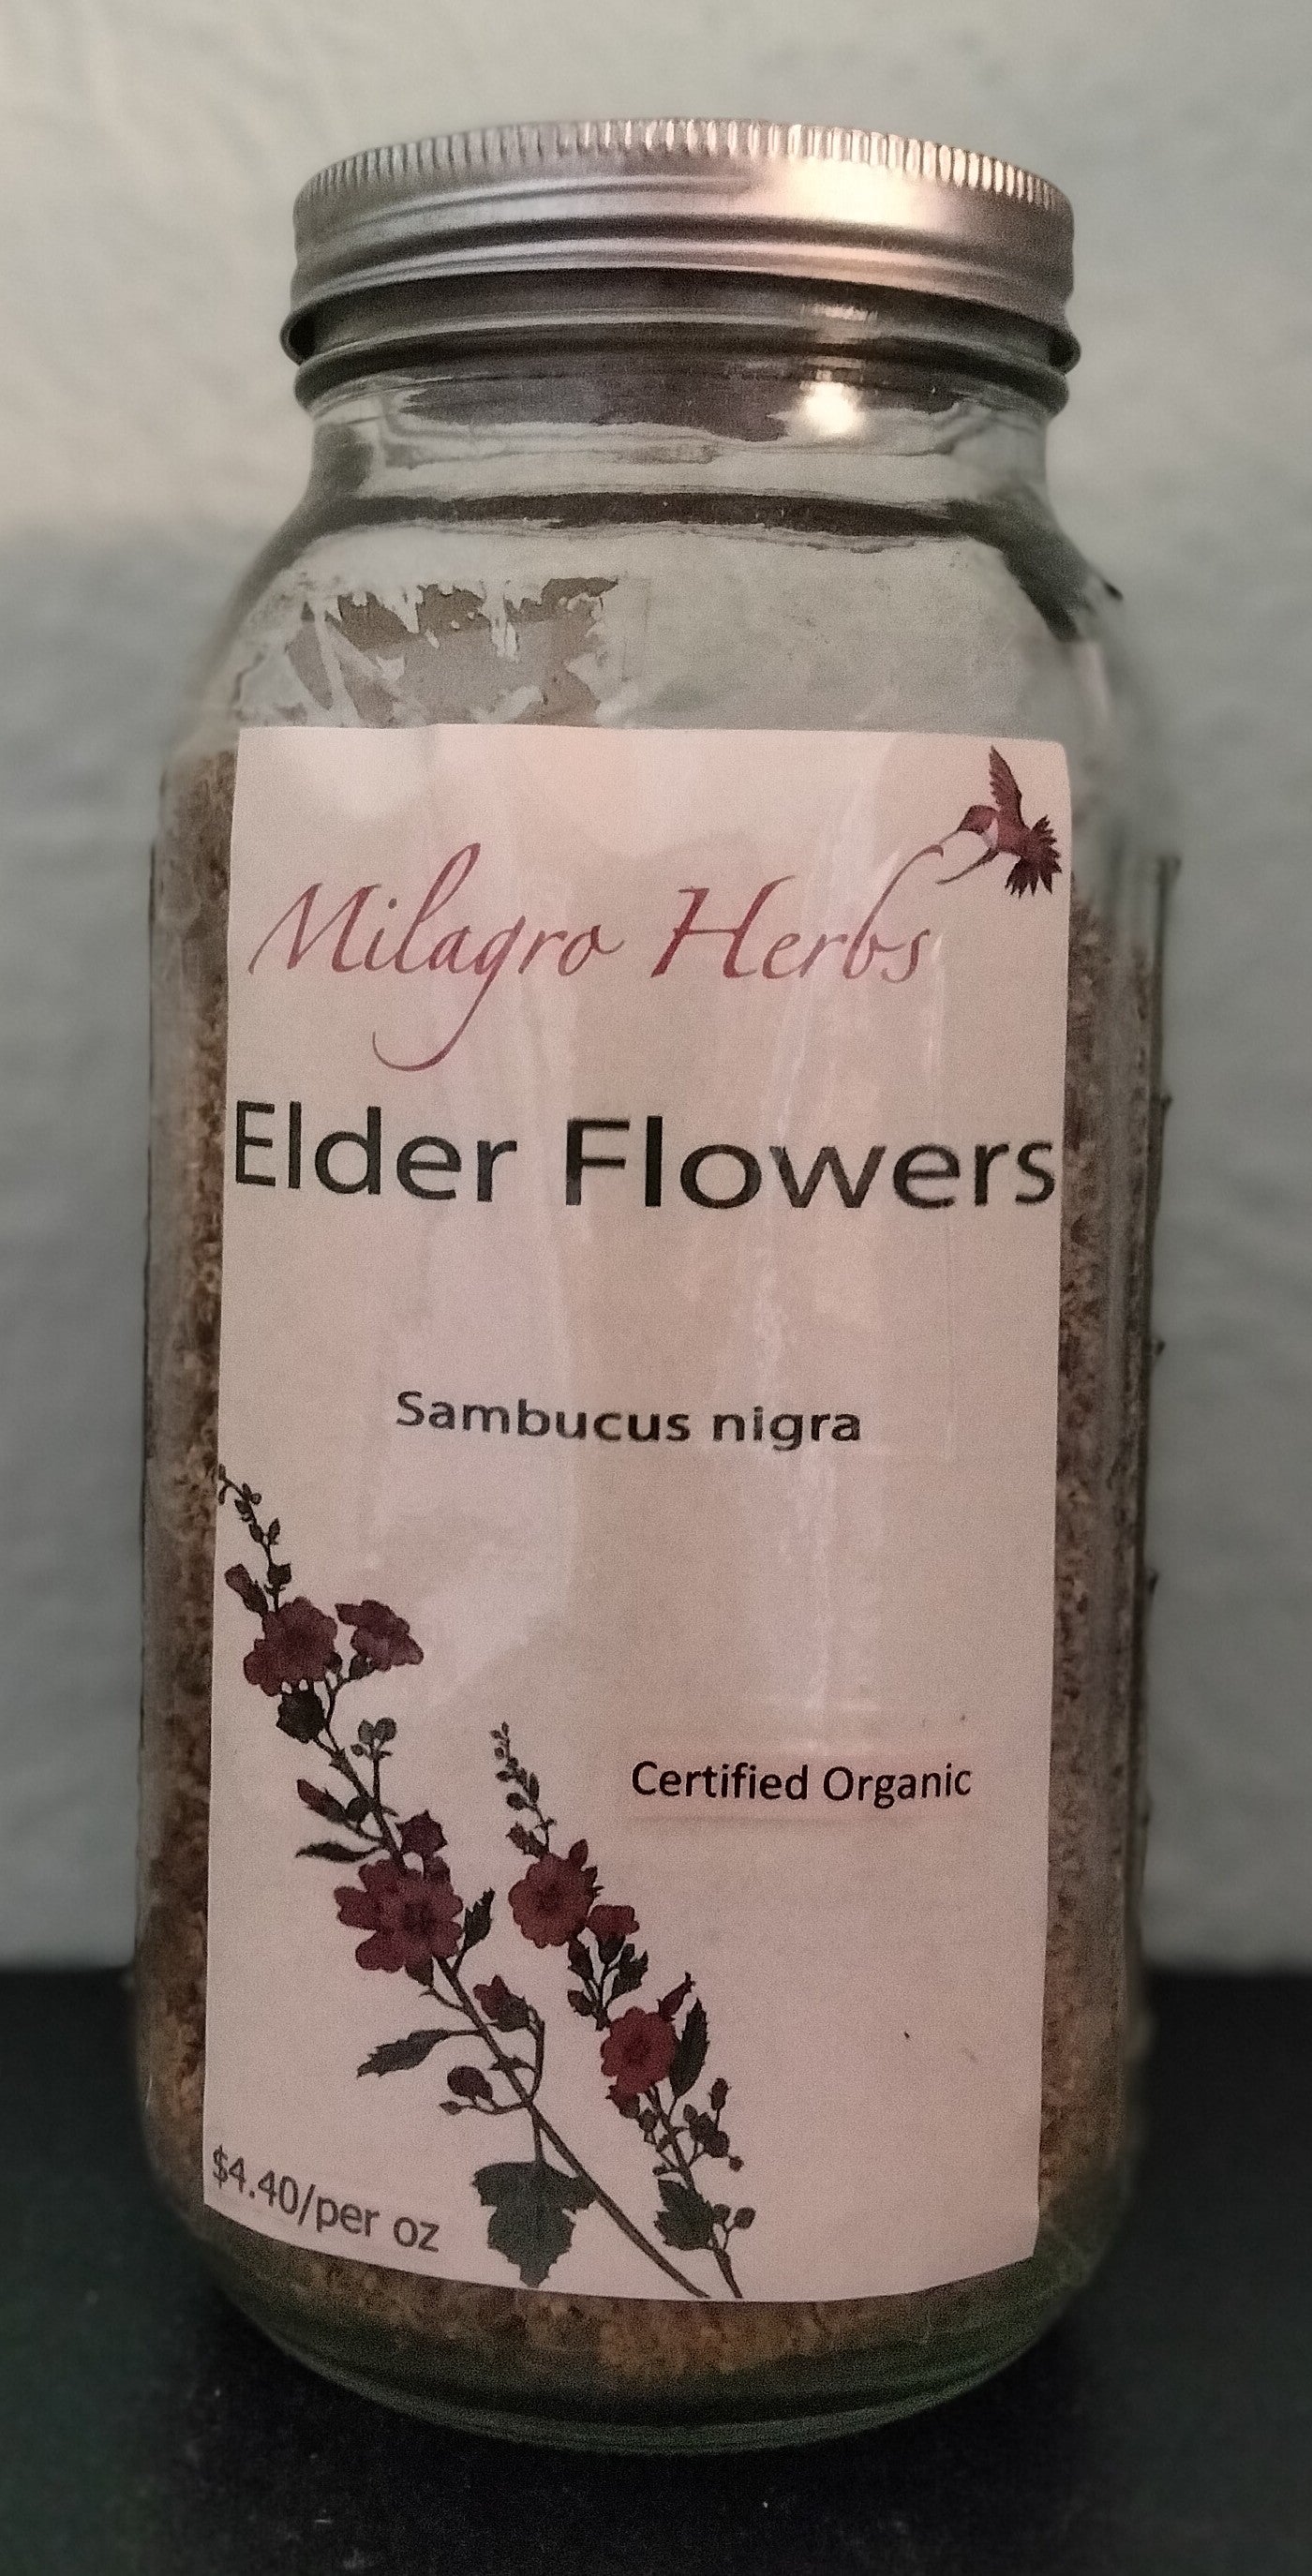 Milagro Herbs
Elder Flowers
Sambucus nigra
Certified Organic
$4.40/per oz